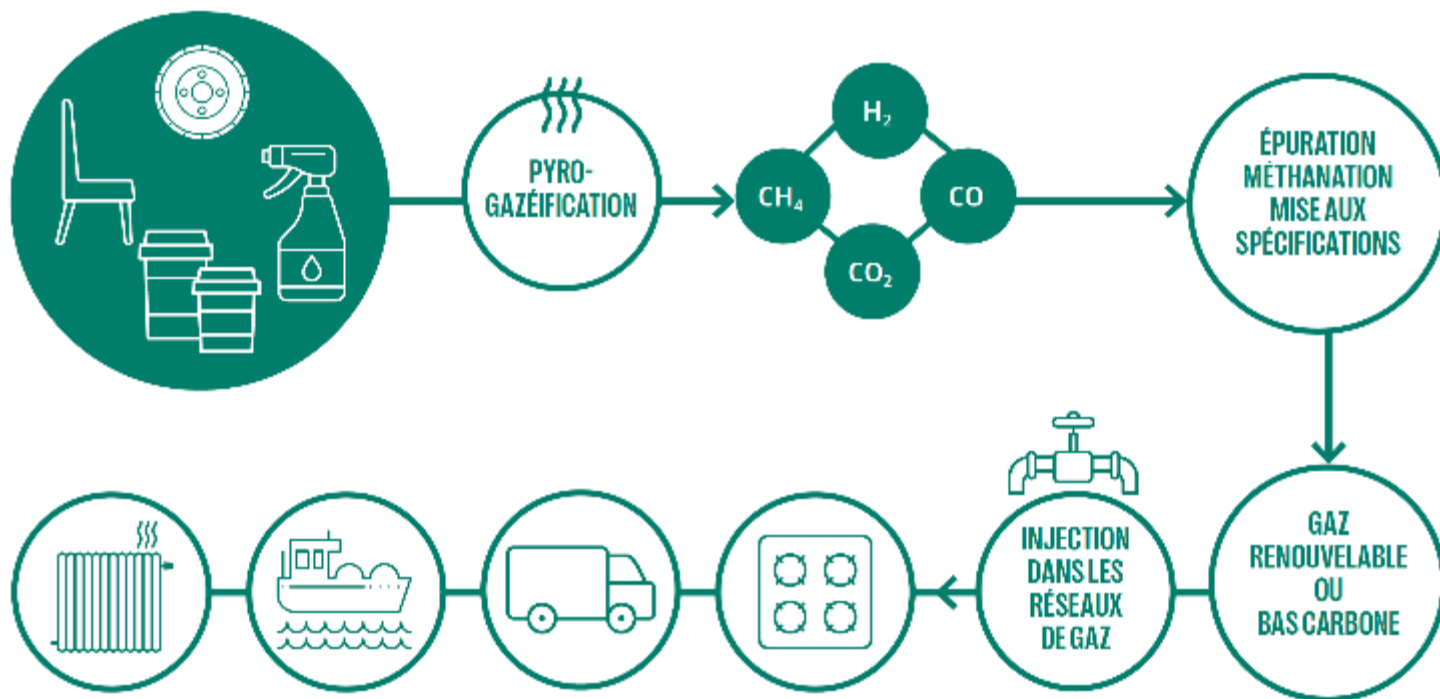 PYRO-
GAZÉIFICATION
H₂
CH₄
CO
CO₂
ÉPURATION
MÉTHANATION
MISE AUX
SPÉCIFICATIONS
GAZ
RENOUVELABLE
OU
BAS CARBONE
INJECTION
DANS LES
RÉSEAUX
DE GAZ